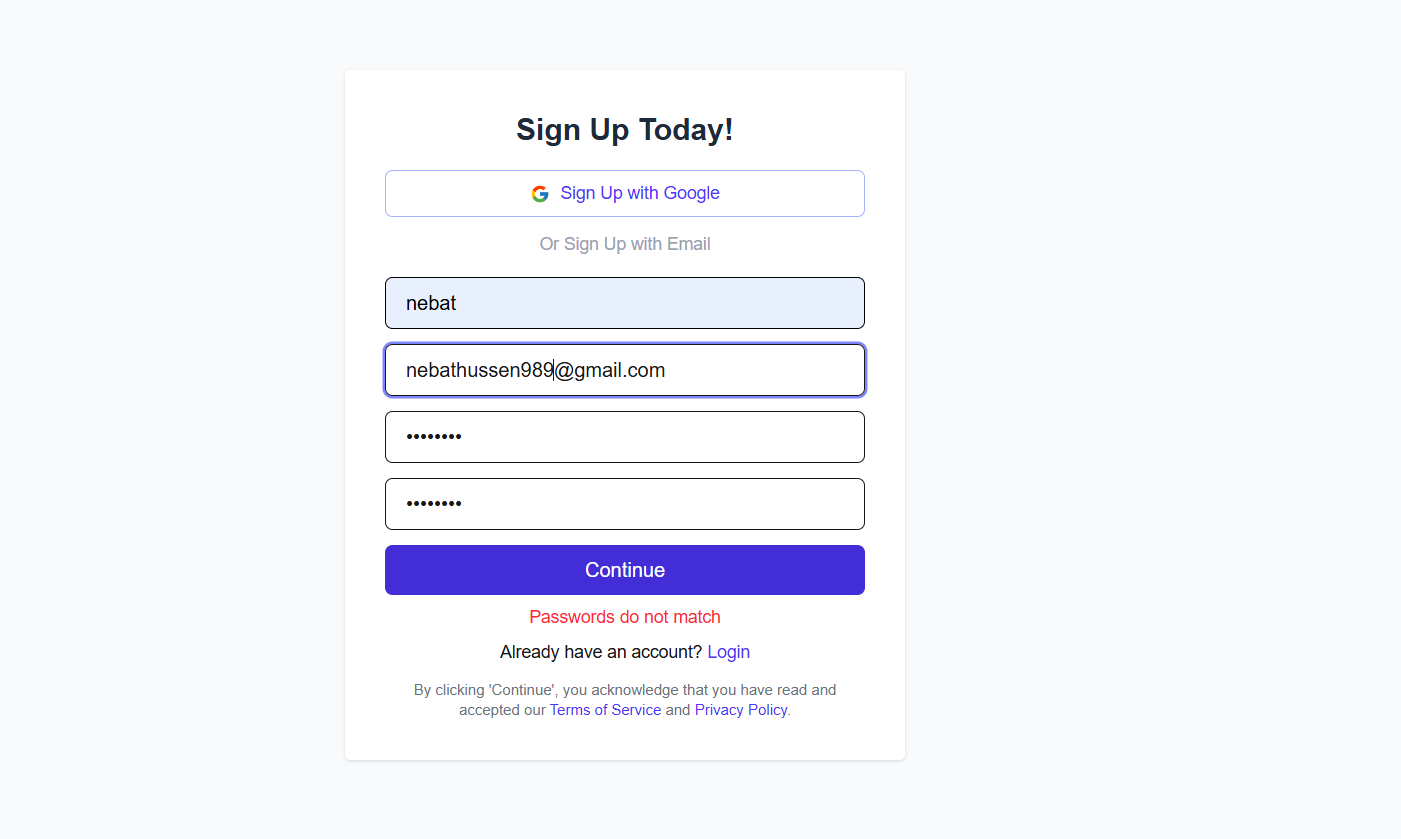 Sign Up Today!
Sign Up with Google
Or Sign Up with Email
nebat
nebathussen989@gmail.com
••••••••
••••••••
Continue
Passwords do not match
Already have an account? Login
By clicking 'Continue', you acknowledge that you have read and
accepted our Terms of Service and Privacy Policy.